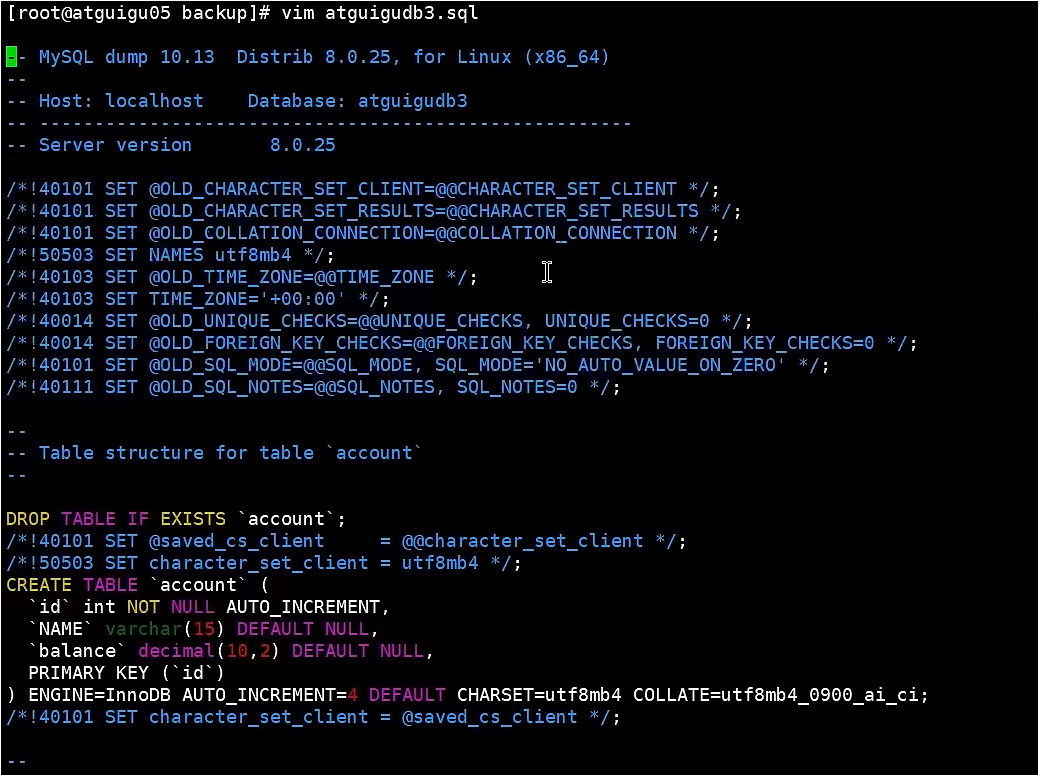 [root@atguigu05 backup]# vim atguigudb3.sql
-- MySQL dump 10.13  Distrib 8.0.25, for Linux (x86_64)
--
-- Host: localhost    Database: atguigudb3
-- ------------------------------------------------------
-- Server version       8.0.25
/*!40101 SET @OLD_CHARACTER_SET_CLIENT=@@CHARACTER_SET_CLIENT */;
/*!40101 SET @OLD_CHARACTER_SET_RESULTS=@@CHARACTER_SET_RESULTS */;
/*!40101 SET @OLD_COLLATION_CONNECTION=@@COLLATION_CONNECTION */;
/*!50503 SET NAMES utf8mb4 */;
/*!40103 SET @OLD_TIME_ZONE=@@TIME_ZONE */;
/*!40103 SET TIME_ZONE='+00:00' */;
/*!40014 SET @OLD_UNIQUE_CHECKS=@@UNIQUE_CHECKS, UNIQUE_CHECKS=0 */;
/*!40014 SET @OLD_FOREIGN_KEY_CHECKS=@@FOREIGN_KEY_CHECKS, FOREIGN_KEY_CHECKS=0 */;
/*!40101 SET @OLD_SQL_MODE=@@SQL_MODE, SQL_MODE='NO_AUTO_VALUE_ON_ZERO' */;
/*!40111 SET @OLD_SQL_NOTES=@@SQL_NOTES, SQL_NOTES=0 */;
--
-- Table structure for table `account`
--
DROP TABLE IF EXISTS `account`;
/*!40101 SET @saved_cs_client     = @@character_set_client */;
/*!50503 SET character_set_client = utf8mb4 */;
CREATE TABLE `account` (
  `id` int NOT NULL AUTO_INCREMENT,
  `NAME` varchar(15) DEFAULT NULL,
  `balance` decimal(10,2) DEFAULT NULL,
  PRIMARY KEY (`id`)
) ENGINE=InnoDB AUTO_INCREMENT=4 DEFAULT CHARSET=utf8mb4 COLLATE=utf8mb4_0900_ai_ci;
/*!40101 SET character_set_client = @saved_cs_client */;
--